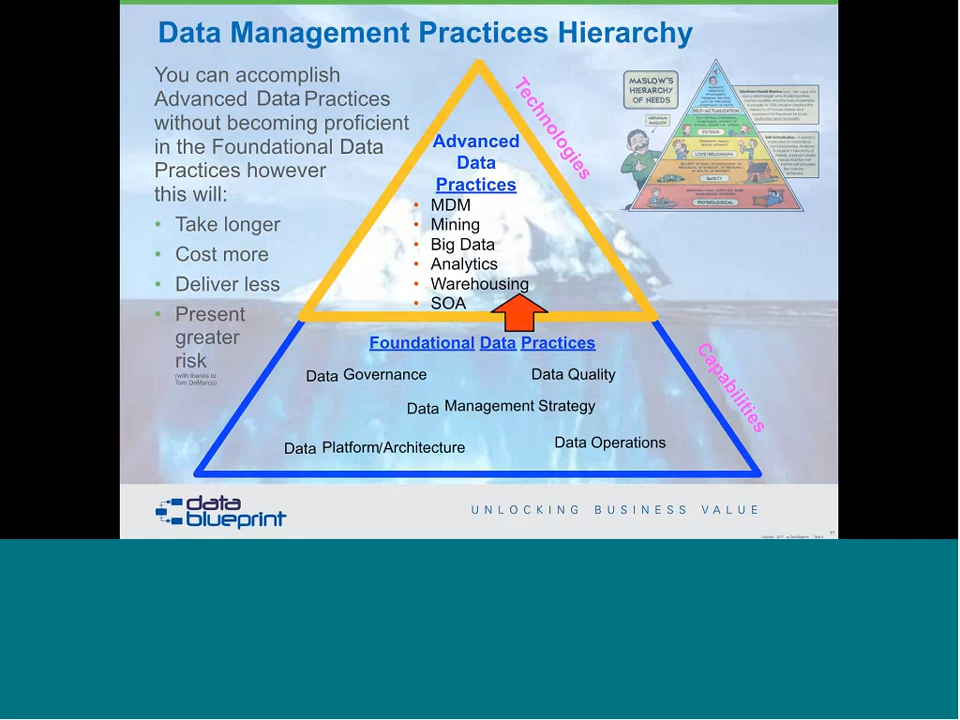 Data Management Practices Hierarchy
You can accomplish
Advanced Data Practices
without becoming proficient
in the Foundational Data
Practices however
this will:
• Take longer
• Cost more
• Deliver less
• Present
greater
risk
(with thanks to
Tom DeMarco)
Technologies
Advanced
Data
Practices
• MDM
• Mining
• Big Data
• Analytics
• Warehousing
• SOA
Foundational Data Practices
Data Governance
Data Quality
Data Management Strategy
Data Platform/Architecture
Data Operations
Capabilities
MASLOW'S
HIERARCHY
OF NEEDS
ABRAHAM
MASLOW
SELF-ACTUALIZATION
ESTEEM
LOVE/BELONGING
SAFETY
PHYSIOLOGICAL
data
blueprint
UNLOCKING BUSINESS VALUE
11